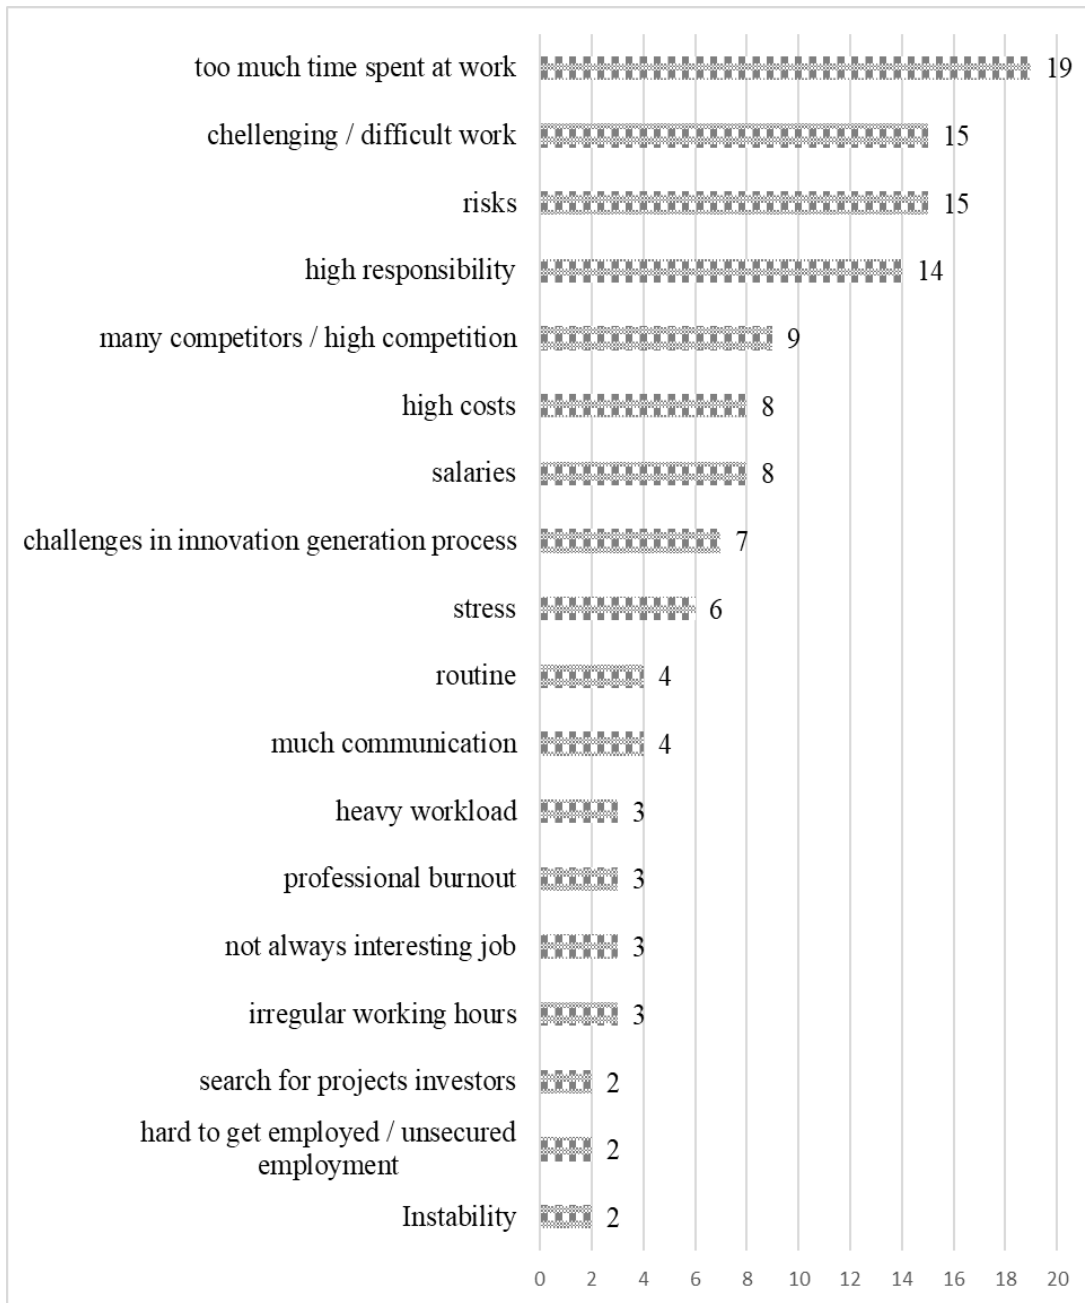 too much time spent at work 19
chellenging / difficult work 15
risks 15
high responsibility 14
many competitors / high competition 9
high costs 8
salaries 8
challenges in innovation generation process 7
stress 6
routine 4
much communication 4
heavy workload 3
professional burnout 3
not always interesting job 3
irregular working hours 3
search for projects investors 2
hard to get employed / unsecured
employment 2
Instability 2
0 2 4 6 8 10 12 14 16 18 20